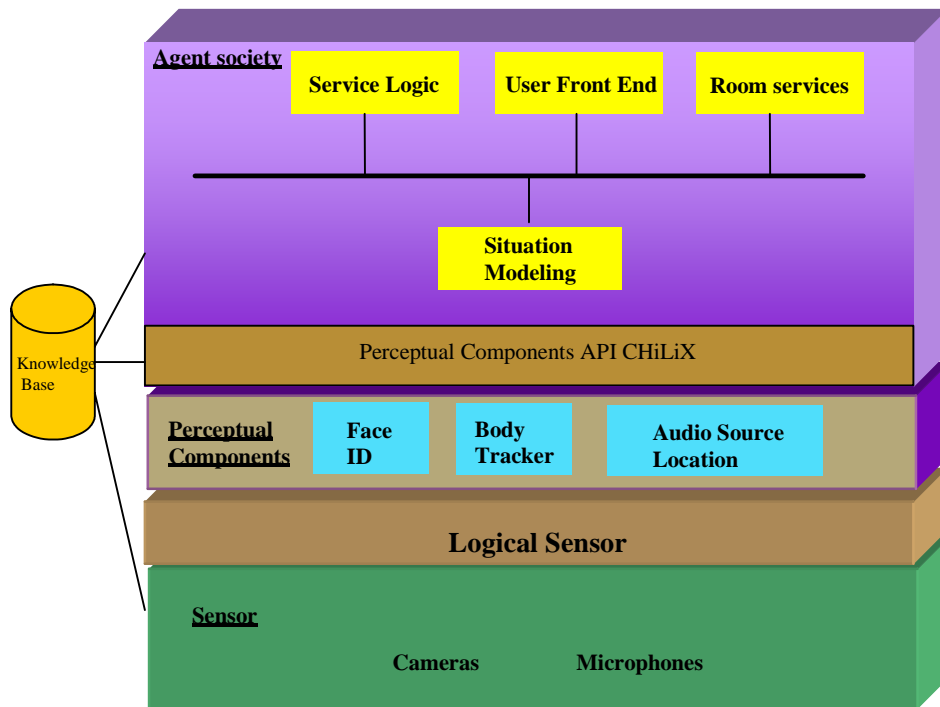 Agent society
Service Logic
User Front End
Room services
Situation
Modeling
Knowledge
Base
Perceptual Components API CHiLiX
Perceptual
Components
Face
ID
Body
Tracker
Audio Source
Location
Logical Sensor
Sensor
Cameras
Microphones